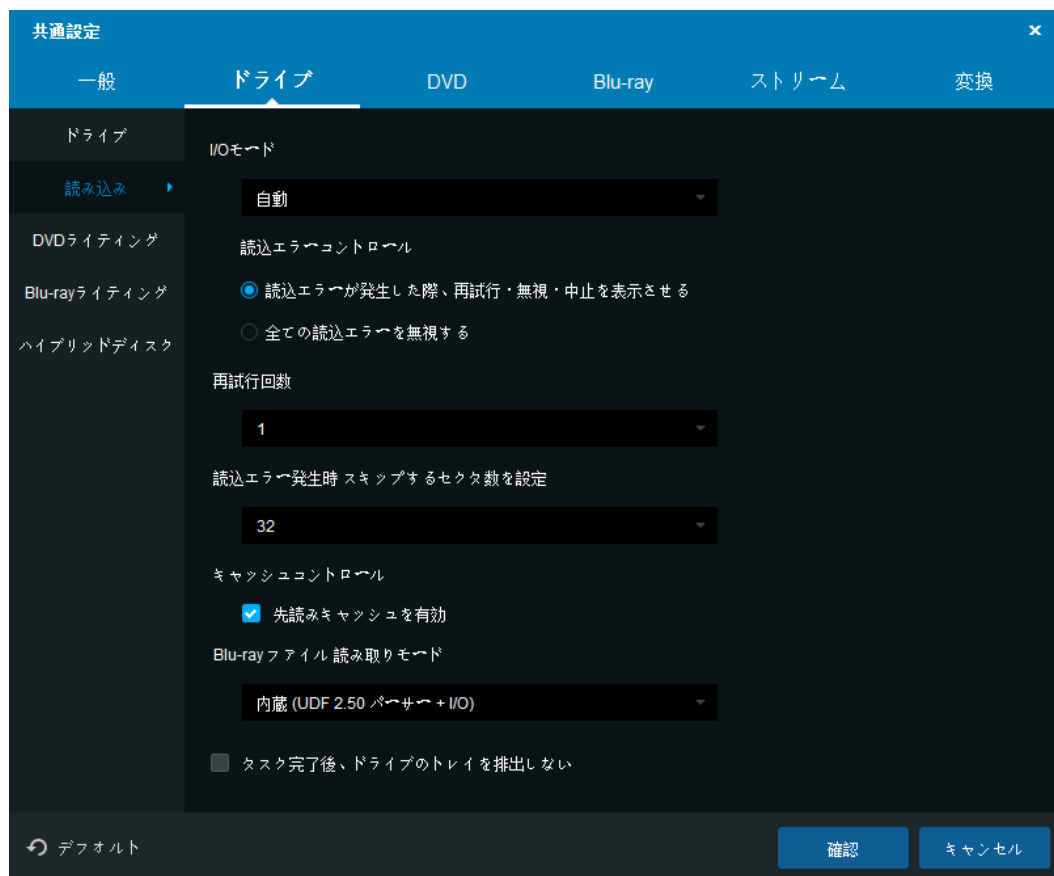 共通設定
一般
ドライブ
DVD
Blu-ray
ストリーム
変換
ドライブ
読み込み
DVDライティング
Blu-rayライティング
ハイブリッドディスク
I/Oモード
自動
読込エラーコントロール
読込エラーが発生した際、再試行・無視・中止を表示させる
全ての読込エラーを無視する
再試行回数
1
読込エラー発生時 スキップするセクタ数を設定
32
キャッシュコントロール
先読みキャッシュを有効
Blu-rayファイル 読み取りモード
内蔵 (UDF 2.50 パーサー + I/O)
タスク完了後、ドライブのトレイを排出しない
デフォルト
確認
キャンセル